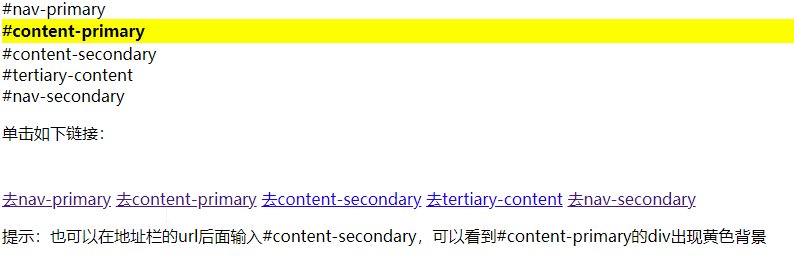 #nav-primary
#content-primary
#content-secondary
#tertiary-content
#nav-secondary
单击如下链接：
去nav-primary 去content-primary 去content-secondary 去tertiary-content 去nav-secondary
提示：也可以在地址栏的url后面输入#content-secondary，可以看到#content-primary的div出现黄色背景